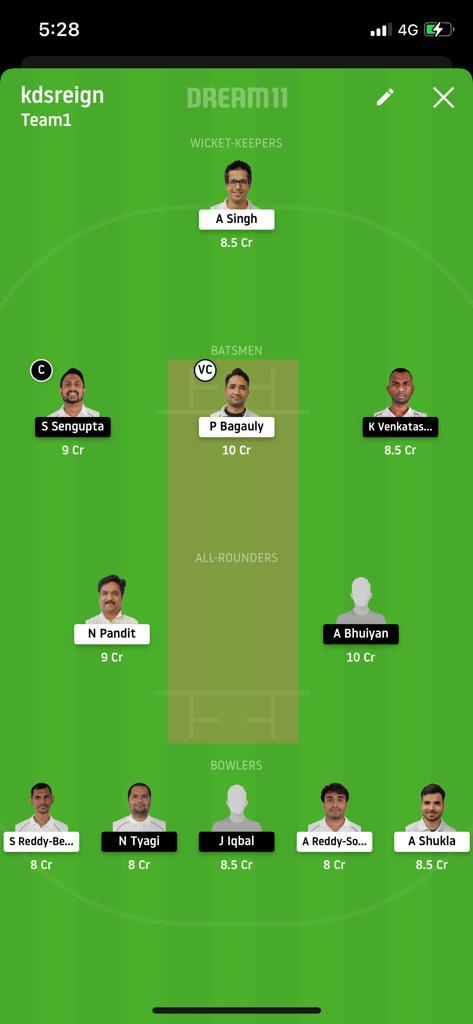 5:28
4G
kdsreign
Team1
DREAM11
WICKET-KEEPERS
A Singh
8.5 Cr
BATSMEN
C
VC
S Sengupta
P Bagauly
K Venkatas...
9 Cr
10 Cr
8.5 Cr
ALL-ROUNDERS
N Pandit
A Bhuiyan
9 Cr
10 Cr
BOWLERS
S Reddy-Be...
N Tyagi
J Iqbal
A Reddy-So...
A Shukla
8 Cr
8 Cr
8.5 Cr
8 Cr
8.5 Cr